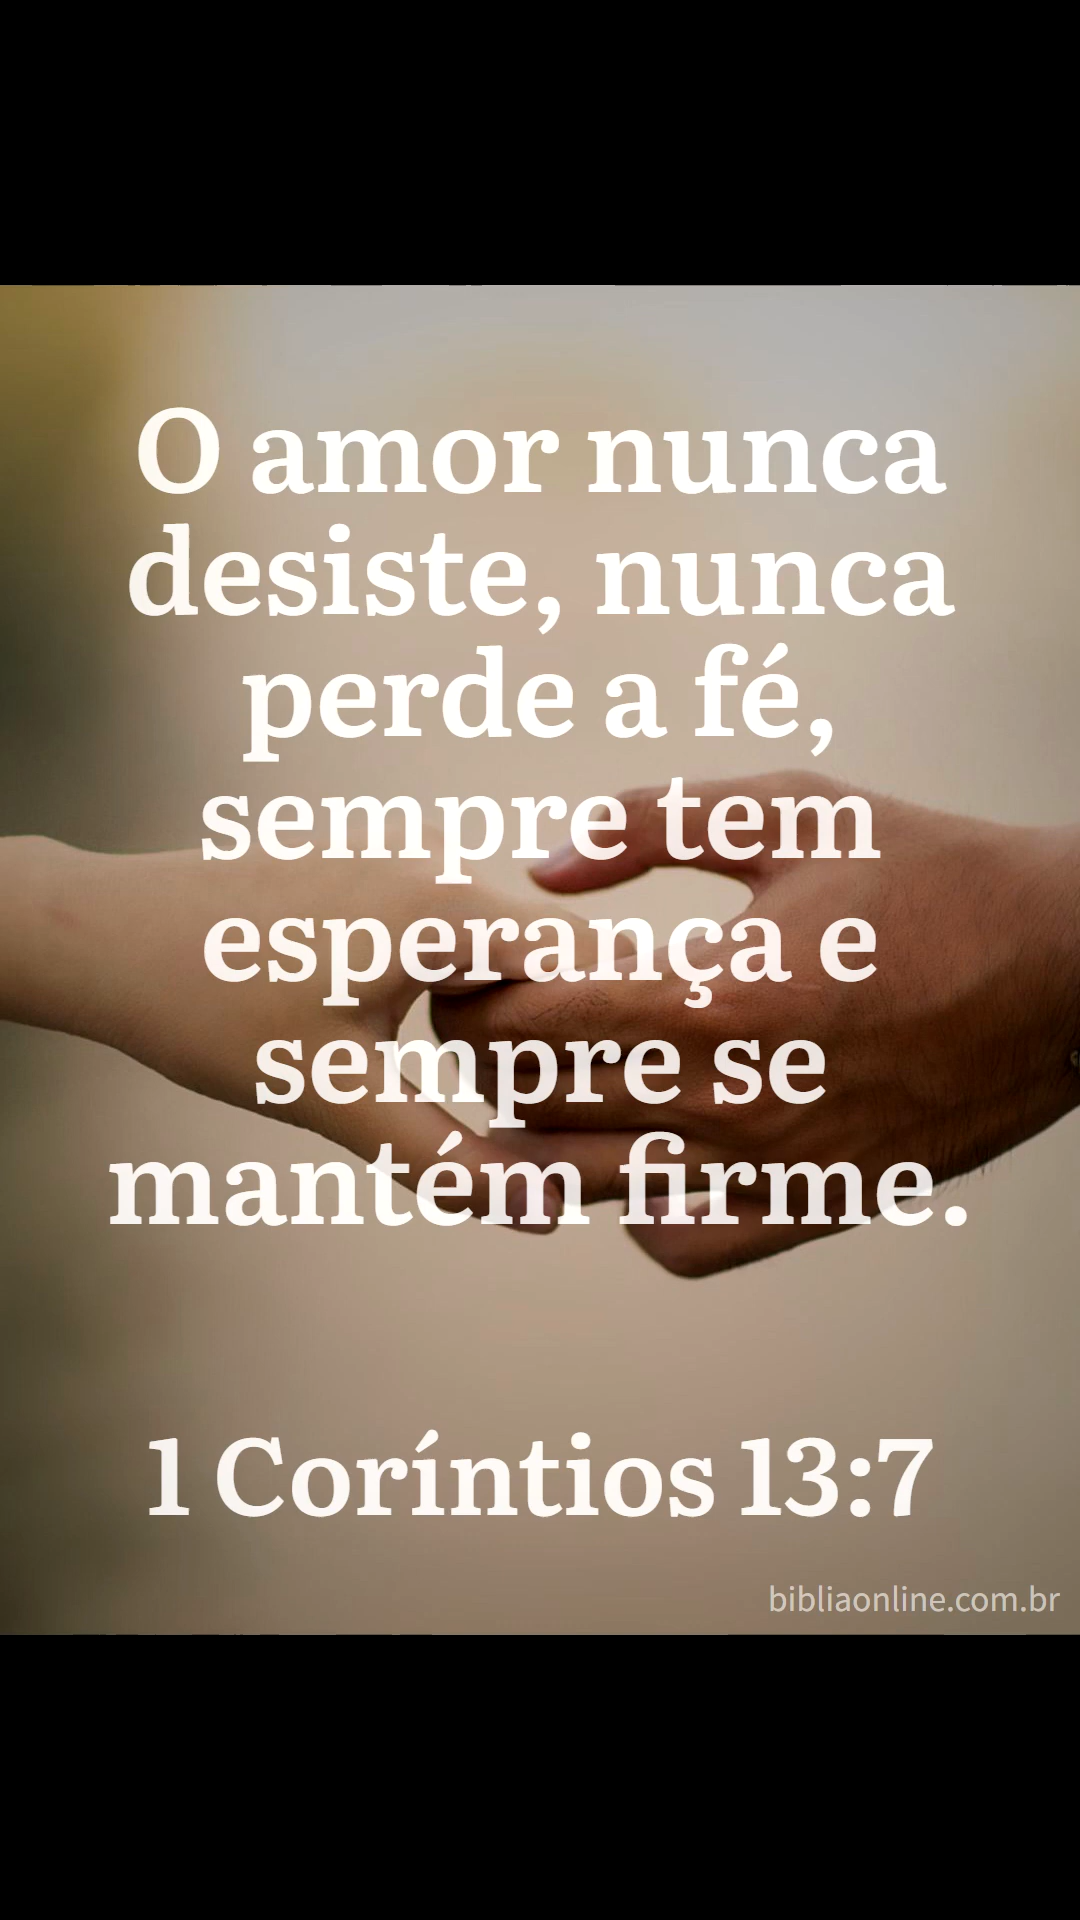 O amor nunca
desiste, nunca
perde a fé,
sempre tem
esperança e
sempre se
mantém firme.
1 Coríntios 13:7
bibliaonline.com.br